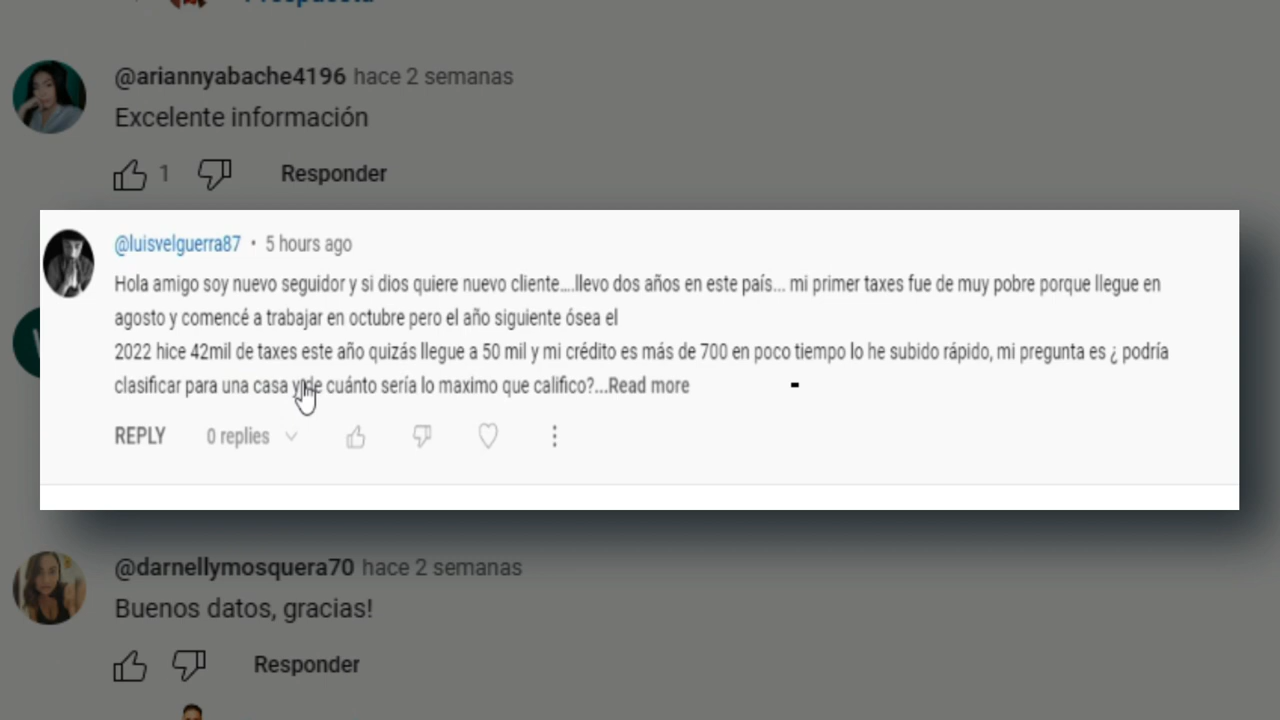 @ariannyabache4196 hace 2 semanas
Excelente información
1 Responder
@luisvelguerra87 • 5 hours ago
Hola amigo soy nuevo seguidor y si dios quiere nuevo cliente....llevo dos años en este país... mi primer taxes fue de muy pobre porque llegue en
agosto y comencé a trabajar en octubre pero el año siguiente ósea el
2022 hice 42mil de taxes este año quizás llegue a 50 mil y mi crédito es más de 700 en poco tiempo lo he subido rápido, mi pregunta es ¿ podría
clasificar para una casa y de cuánto sería lo maximo que califico?...Read more
REPLY 0 replies
@darnellymosquera70 hace 2 semanas
Buenos datos, gracias!
Responder